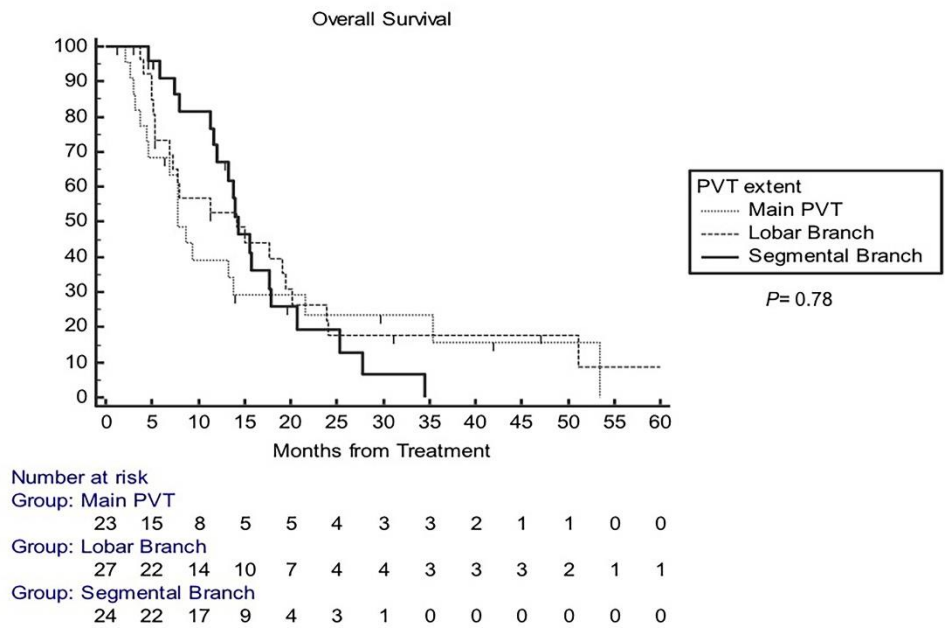 Overall Survival
100
90
80
70
60
50
40
30
20
10
0
0 5 10 15 20 25 30 35 40 45 50 55 60
Months from Treatment
PVT extent
Main PVT
Lobar Branch
Segmental Branch
P= 0.78
Number at risk
Group: Main PVT
23 15 8 5 5 4 3 3 2 1 1 0 0
Group: Lobar Branch
27 22 14 10 7 4 4 3 3 3 2 1 1
Group: Segmental Branch
24 22 17 9 4 3 1 0 0 0 0 0 0